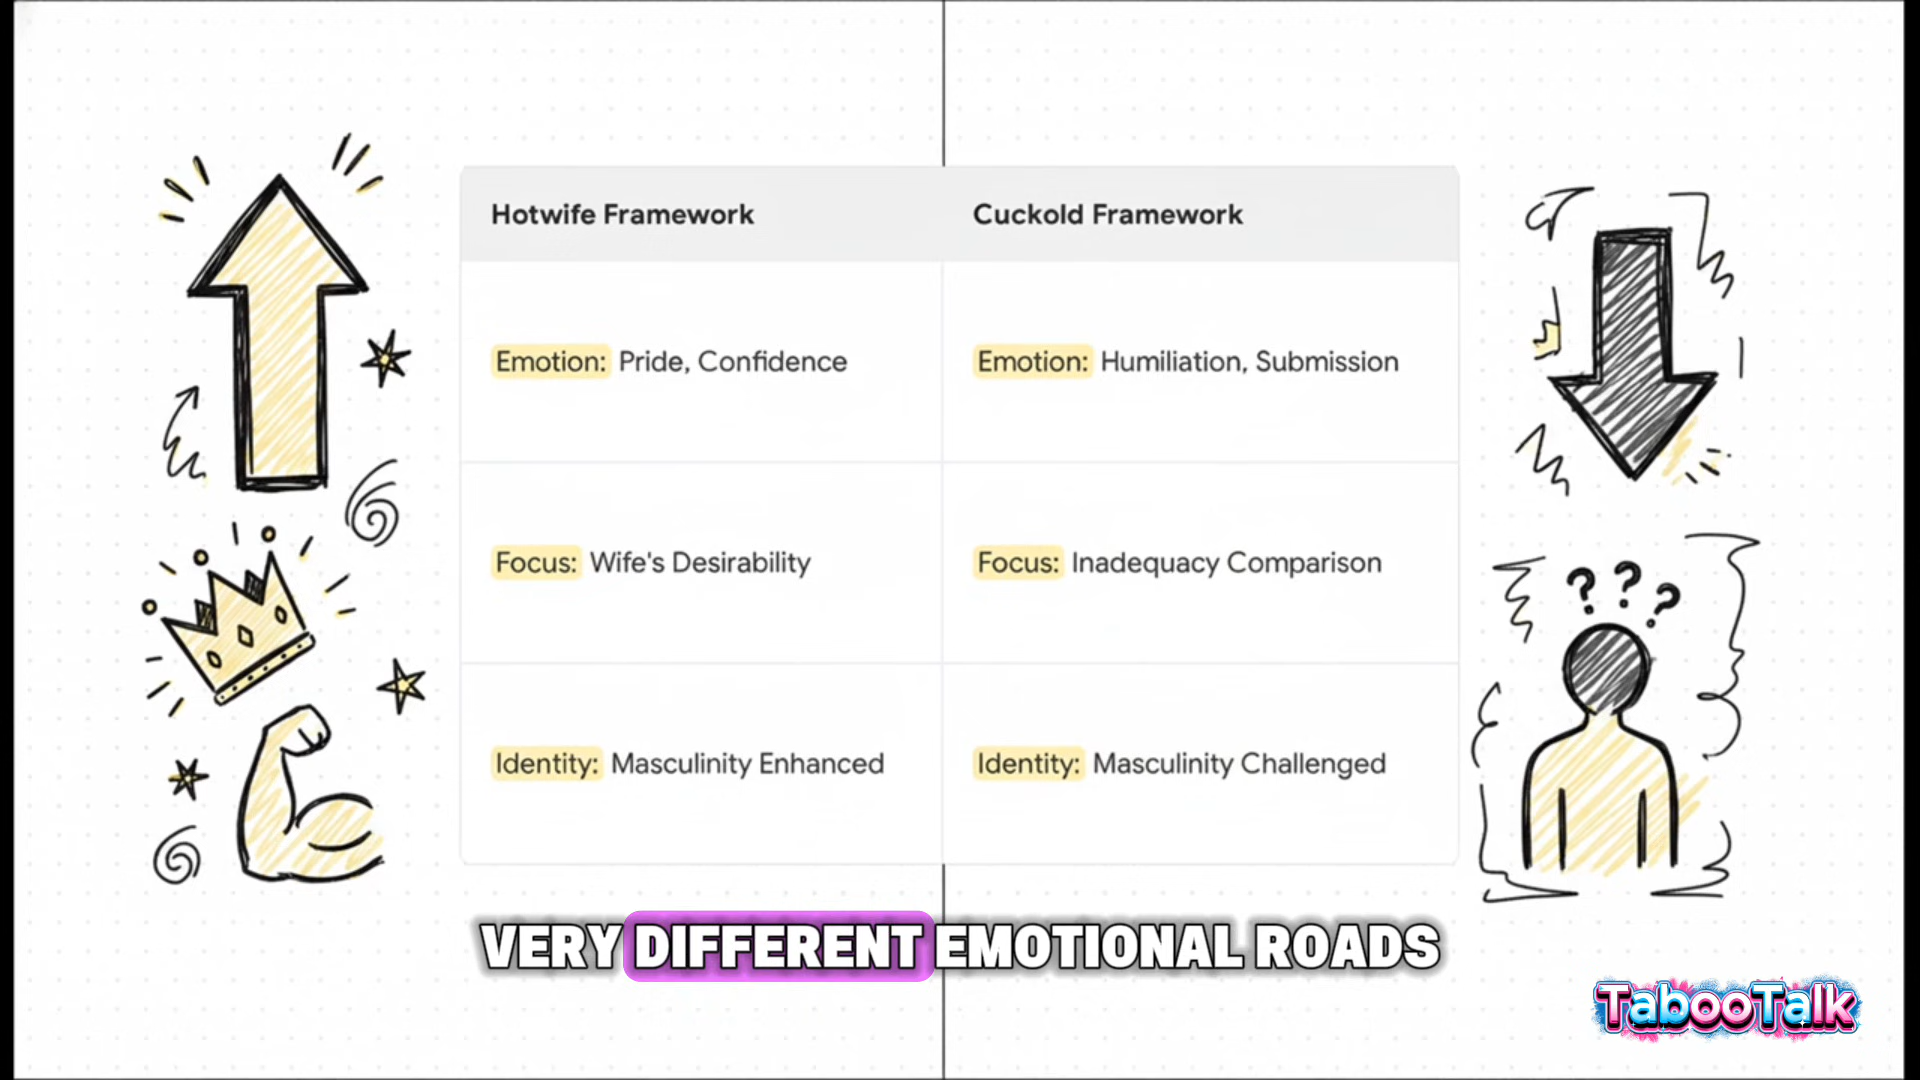 Hotwife Framework
Cuckold Framework
Emotion: Pride, Confidence
Emotion: Humiliation, Submission
Focus: Wife's Desirability
Focus: Inadequacy Comparison
Identity: Masculinity Enhanced
Identity: Masculinity Challenged
? ? ?
VERY DIFFERENT EMOTIONAL ROADS
TabooTalk